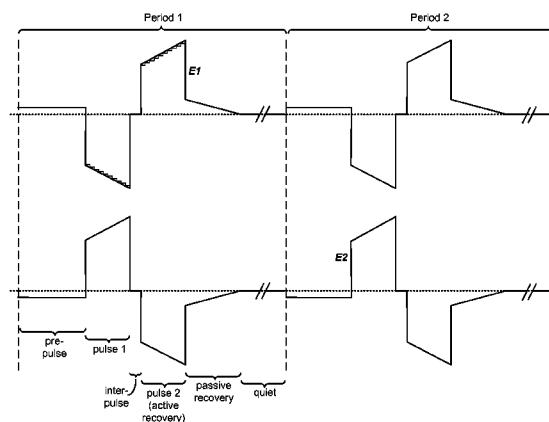 Period 1
Period 2
E1
E2
pre-
pulse
pulse 1
inter-
pulse
pulse 2
(active
recovery)
passive
recovery
quiet